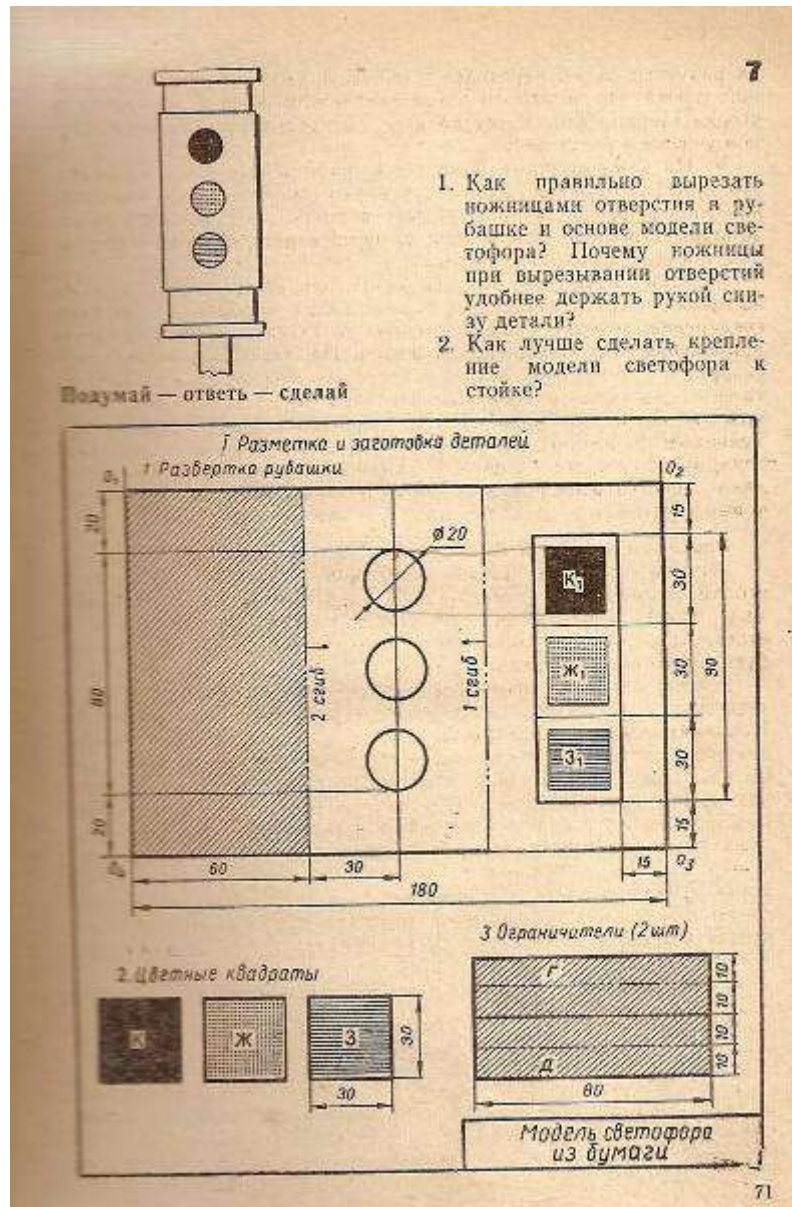 7
1. Как правильно вырезать
ножницами отверстия в ру-
башке и основе модели све-
тофора? Почему ножницы
при вырезывании отверстий
удобнее держать рукой сни-
зу детали?
2. Как лучше сделать крепле-
ние модели светофора к
стойке?
Подумай — ответь — сделай
I Разметка и заготовка деталей
1 Развертка рубашки
O₁
O₂
20
15
ø20
К₁
30
80
2 сгиб
1 сгиб
Ж₁
30
90
З₁
30
20
15
60
30
15
O₃
180
3 Ограничители (2шт)
2 Цветные квадраты
Г
10
10
К
Ж
З
30
10
Д
10
30
80
Модель светофора
из бумаги
71